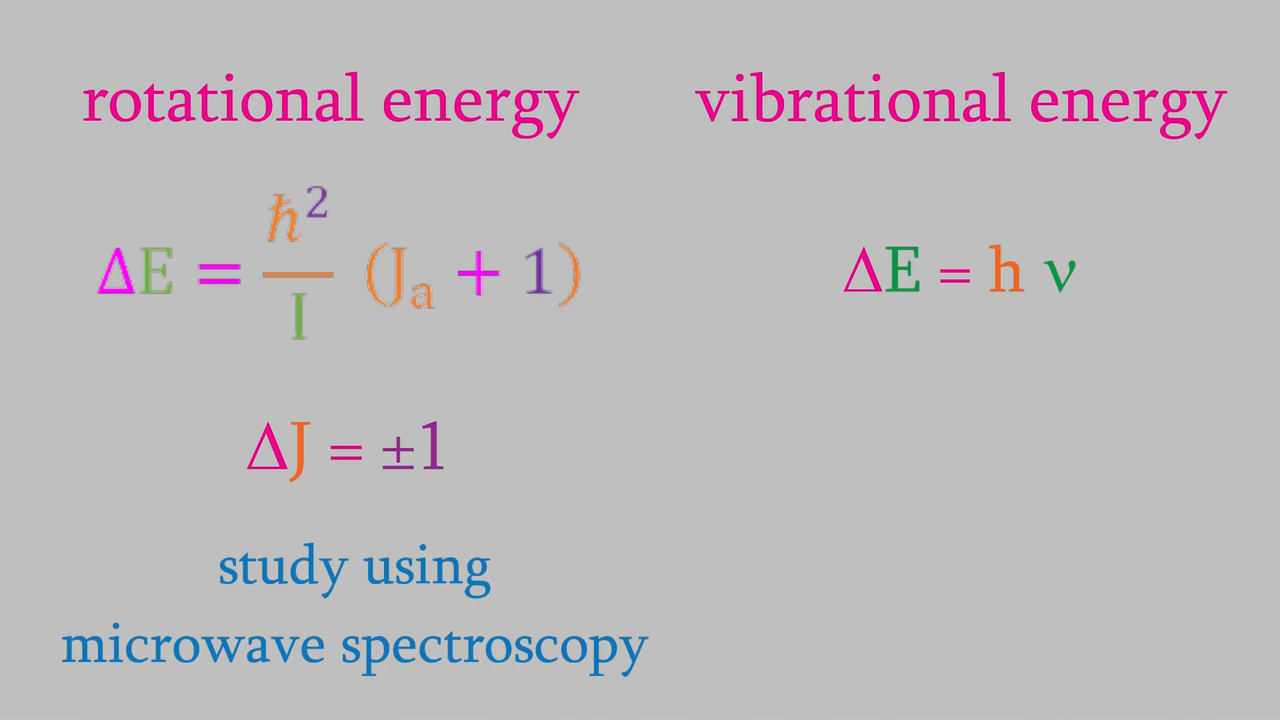 rotational energy
ΔE = ħ²/I (Jₐ + 1)
ΔJ = ±1
study using
microwave spectroscopy
vibrational energy
ΔE = h ν